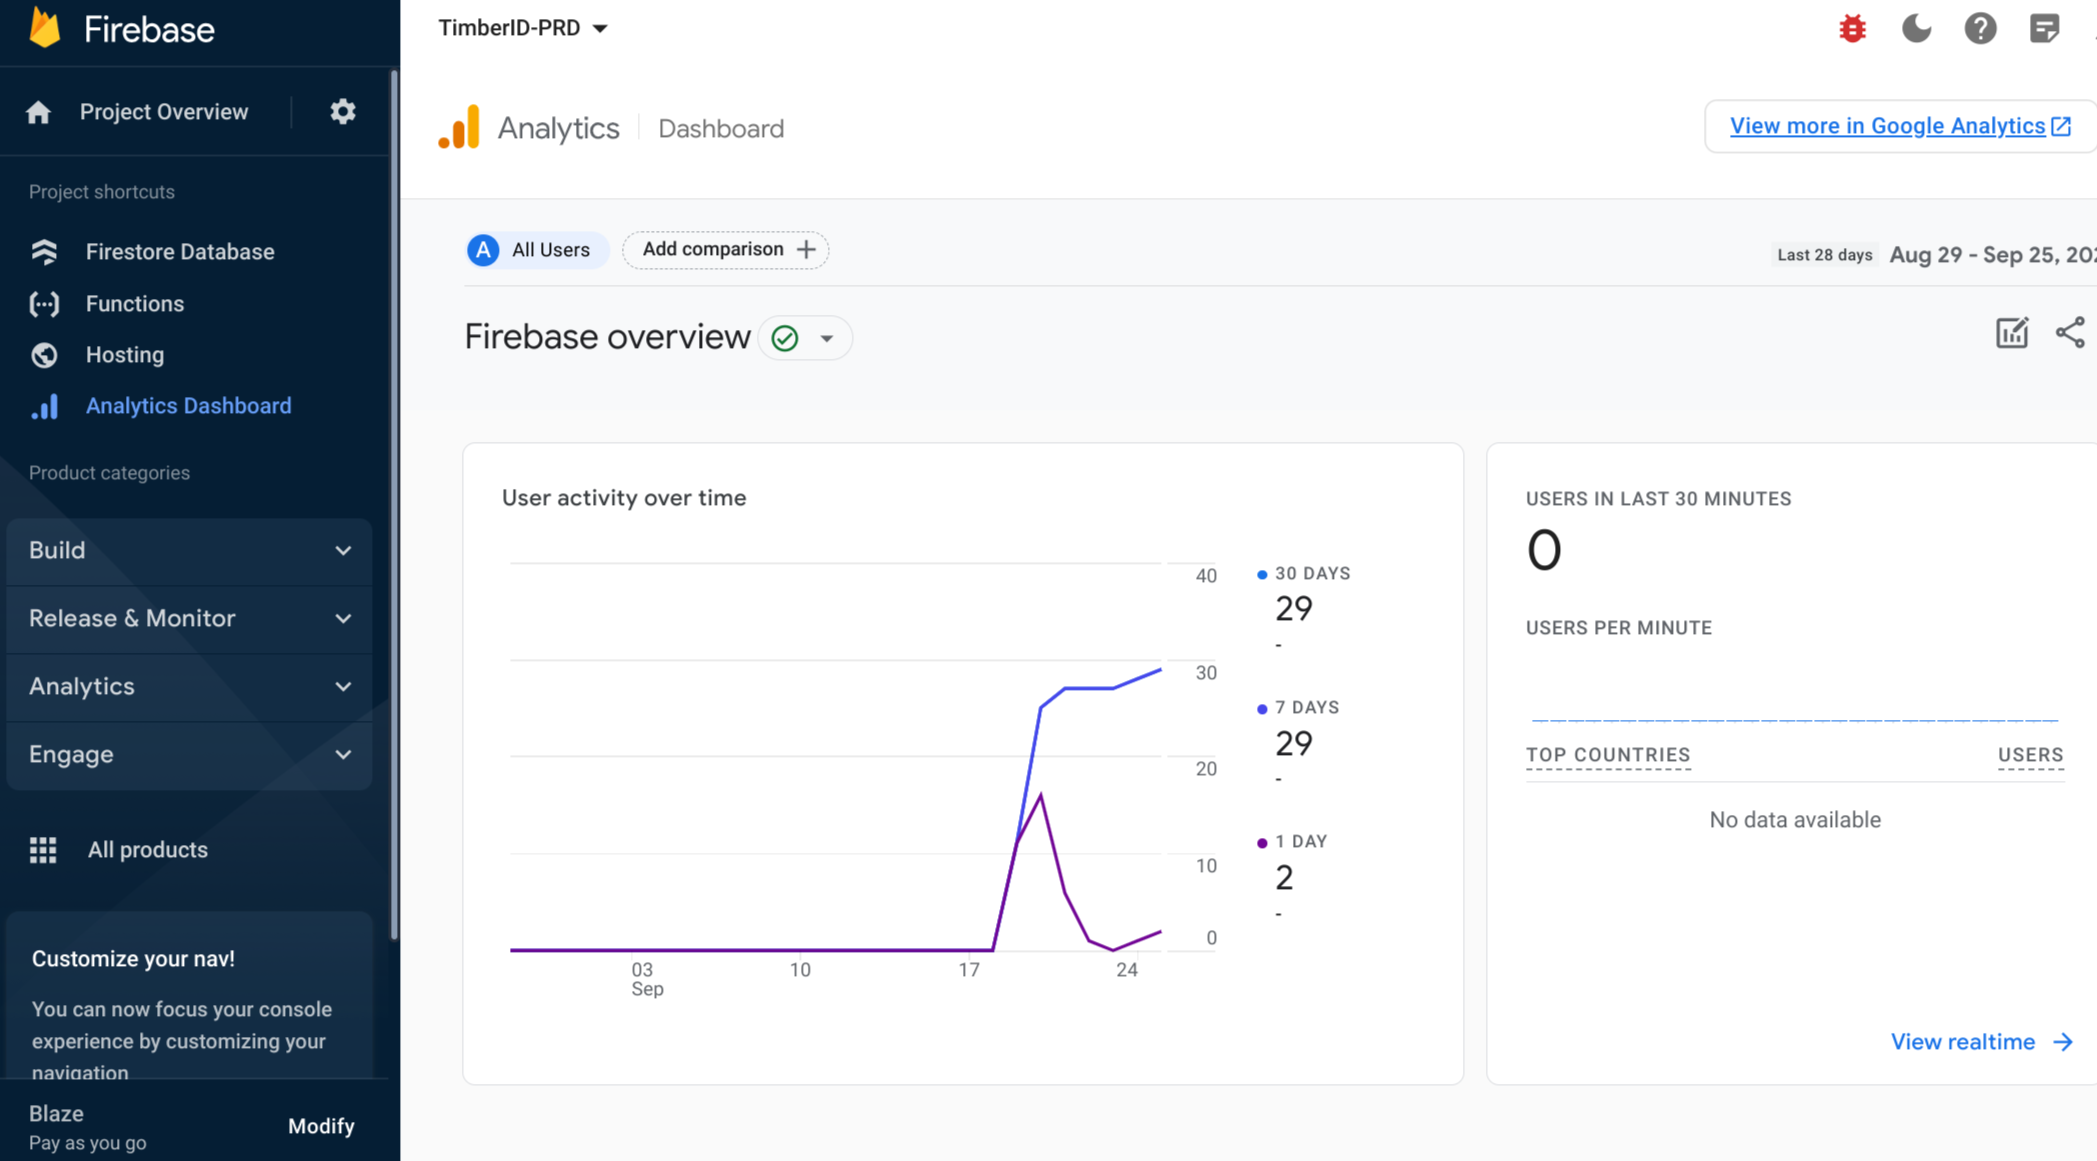 Firebase
TimberID-PRD
Project Overview
Analytics
Dashboard
View more in Google Analytics
Project shortcuts
Firestore Database
Functions
Hosting
Analytics Dashboard
Product categories
Build
Release & Monitor
Analytics
Engage
All products
Customize your nav!
You can now focus your console
experience by customizing your
navigation
Blaze
Pay as you go
Modify
A All Users
Add comparison
Last 28 days Aug 29 - Sep 25, 202
Firebase overview
User activity over time
40
30
20
10
0
03
Sep
10
17
24
30 DAYS
29
-
7 DAYS
29
-
1 DAY
2
-
USERS IN LAST 30 MINUTES
0
USERS PER MINUTE
TOP COUNTRIES USERS
No data available
View realtime